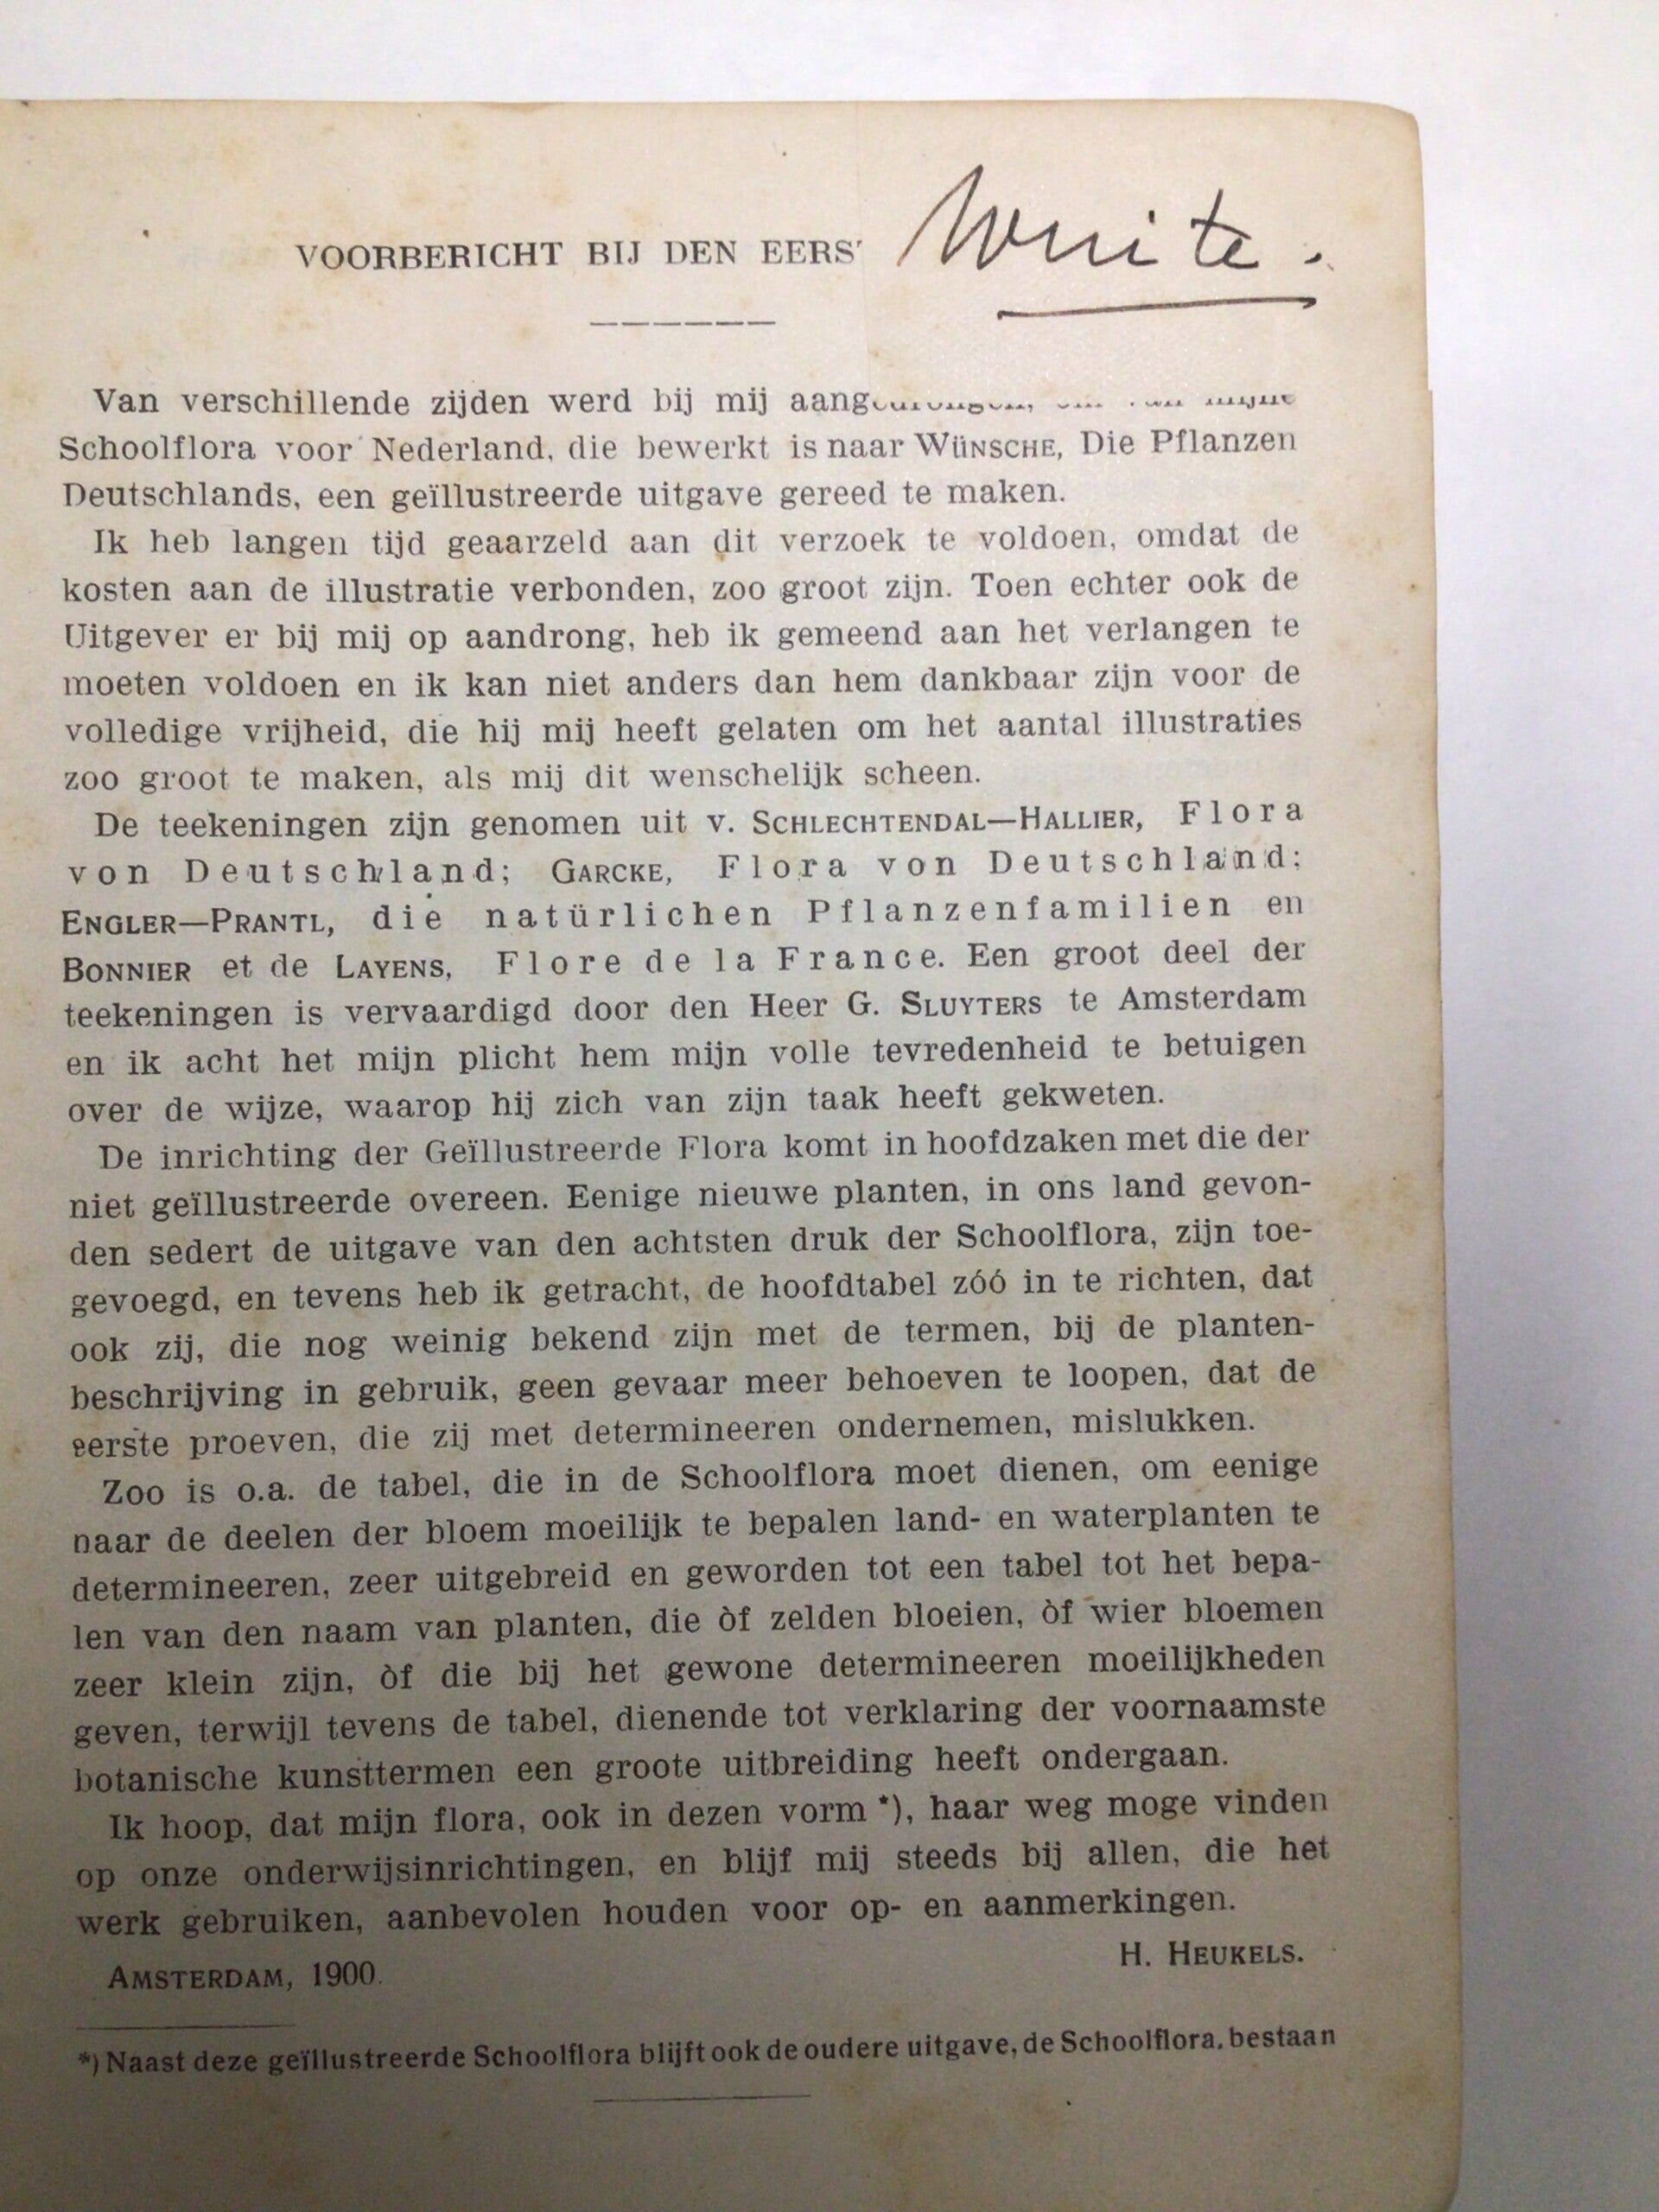 VOORBERICHT BIJ DEN EERS
Wuite.
Van verschillende zijden werd bij mij
Schoolflora voor Nederland, die bewerkt is naar WÜNSCHE, Die Pflanzen
Deutschlands, een geïllustreerde uitgave gereed te maken.
Ik heb langen tijd geaarzeld aan dit verzoek te voldoen, omdat de
kosten aan de illustratie verbonden, zoo groot zijn. Toen echter ook de
Uitgever er bij mij op aandrong, heb ik gemeend aan het verlangen te
moeten voldoen en ik kan niet anders dan hem dankbaar zijn voor de
volledige vrijheid, die hij mij heeft gelaten om het aantal illustraties
zoo groot te maken, als mij dit wenschelijk scheen.
De teekeningen zijn genomen uit v. SCHLECHTENDAL—HALLIER, Flora
von Deutschland; GARCKE, Flora von Deutschland;
ENGLER—PRANTL, die natürlichen Pflanzenfamilien en
BONNIER et de LAYENS, Flore de la France. Een groot deel der
teekeningen is vervaardigd door den Heer G. SLUYTERS te Amsterdam
en ik acht het mijn plicht hem mijn volle tevredenheid te betuigen
over de wijze, waarop hij zich van zijn taak heeft gekweten.
De inrichting der Geïllustreerde Flora komt in hoofdzaken met die der
niet geïllustreerde overeen. Eenige nieuwe planten, in ons land gevon-
den sedert de uitgave van den achtsten druk der Schoolflora, zijn toe-
gevoegd, en tevens heb ik getracht, de hoofdtabel zóó in te richten, dat
ook zij, die nog weinig bekend zijn met de termen, bij de planten-
beschrijving in gebruik, geen gevaar meer behoeven te loopen, dat de
eerste proeven, die zij met determineeren ondernemen, mislukken.
Zoo is o.a. de tabel, die in de Schoolflora moet dienen, om eenige
naar de deelen der bloem moeilijk te bepalen land- en waterplanten te
determineeren, zeer uitgebreid en geworden tot een tabel tot het bepa-
len van den naam van planten, die òf zelden bloeien, òf wier bloemen
zeer klein zijn, òf die bij het gewone determineeren moeilijkheden
geven, terwijl tevens de tabel, dienende tot verklaring der voornaamste
botanische kunsttermen een groote uitbreiding heeft ondergaan.
Ik hoop, dat mijn flora, ook in dezen vorm *), haar weg moge vinden
op onze onderwijsinrichtingen, en blijf mij steeds bij allen, die het
werk gebruiken, aanbevolen houden voor op- en aanmerkingen.
H. HEUKELS.
AMSTERDAM, 1900.
*) Naast deze geïllustreerde Schoolflora blijft ook de oudere uitgave, de Schoolflora. bestaan